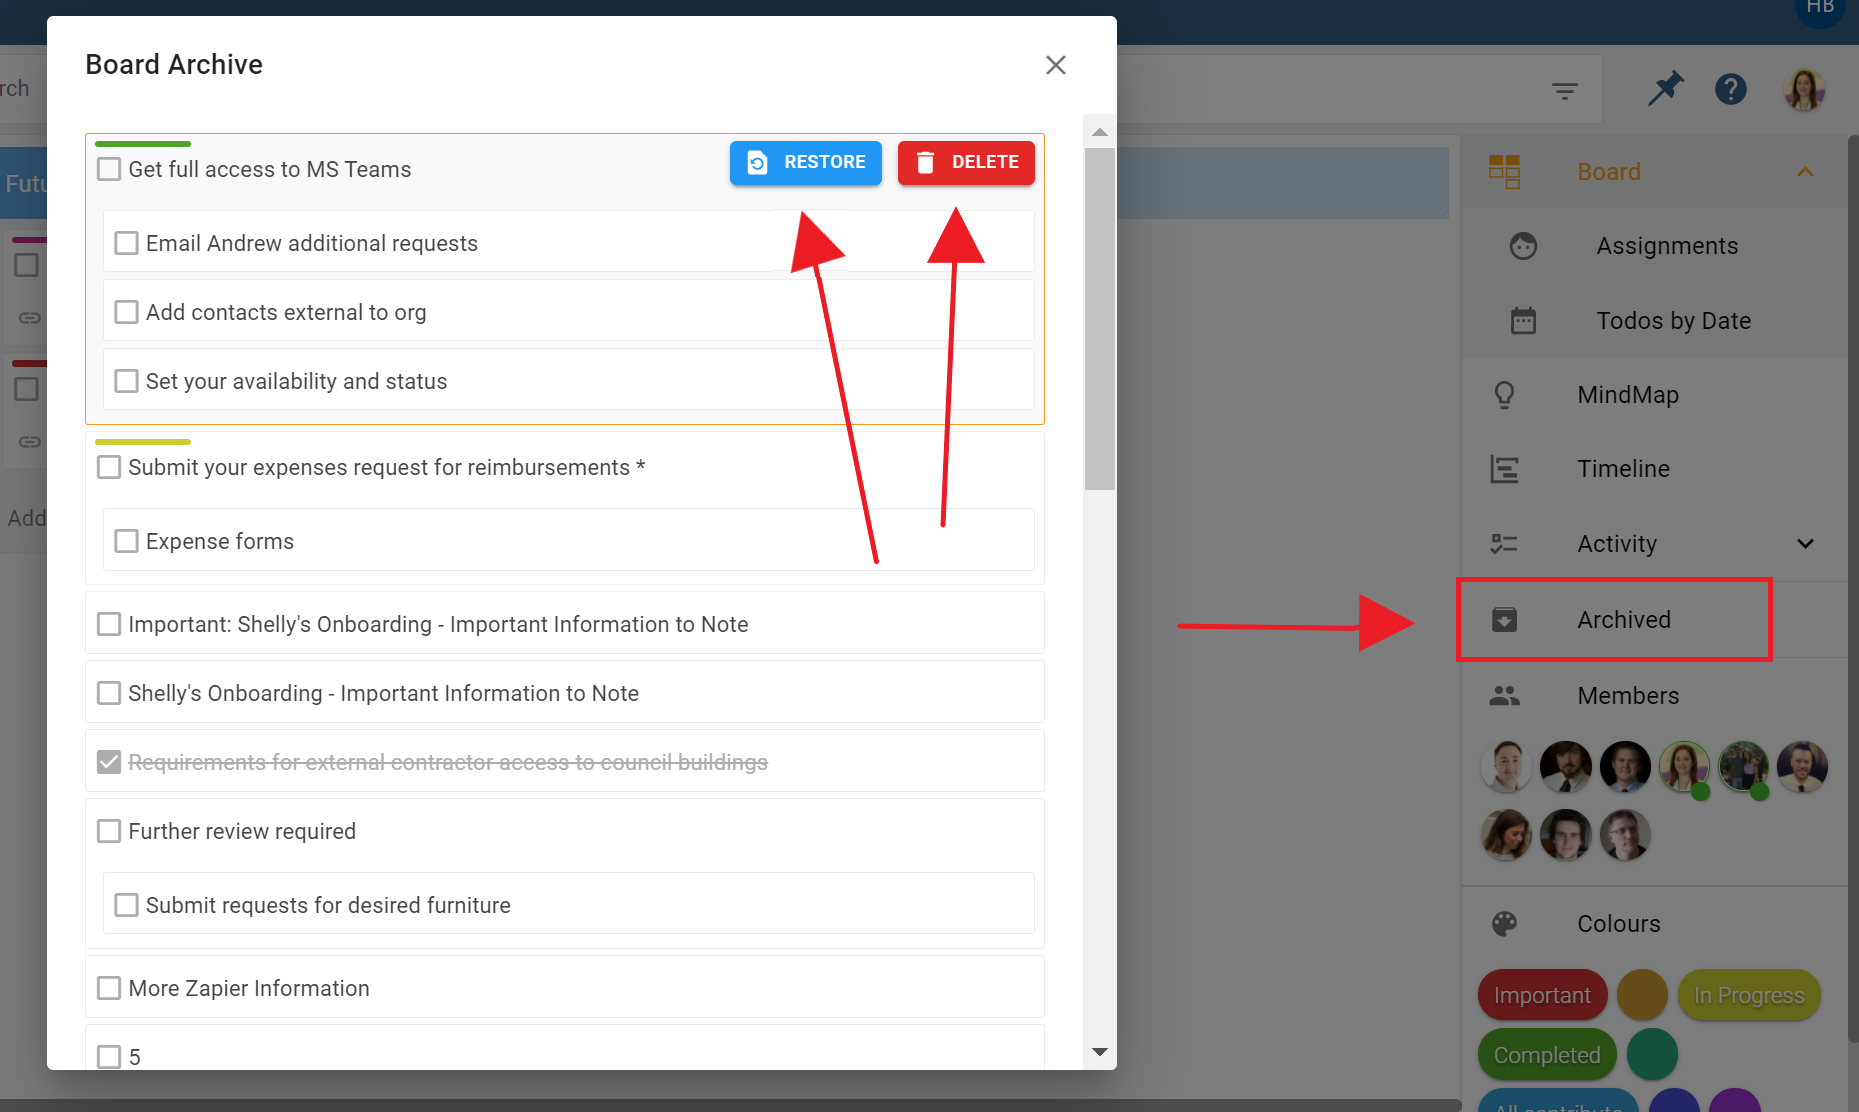 HB
Board Archive
rch
Get full access to MS Teams
RESTORE
DELETE
Email Andrew additional requests
Add contacts external to org
Set your availability and status
Submit your expenses request for reimbursements *
Expense forms
Important: Shelly's Onboarding - Important Information to Note
Shelly's Onboarding - Important Information to Note
Requirements for external contractor access to council buildings
Further review required
Submit requests for desired furniture
More Zapier Information
5
Futu
Add
Board
Assignments
Todos by Date
MindMap
Timeline
Activity
Archived
Members
Colours
Important
In Progress
Completed
All contribute